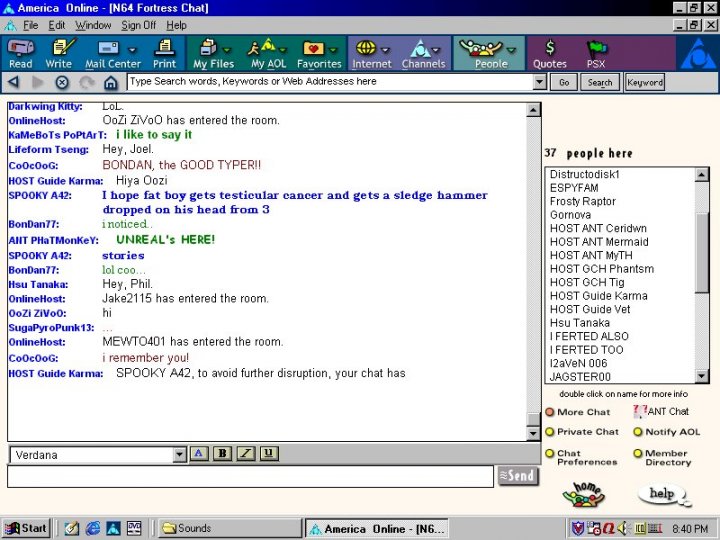 America Online - [N64 Fortress Chat]
File Edit Window Sign Off Help
Read Write Mail Center Print My Files My AOL Favorites Internet Channels People Quotes PSX
Type Search words, Keywords or Web Addresses here Go Search Keyword
Darkwing Kitty: LoL.
OnlineHost: OoZi ZiVoO has entered the room.
KaMeBoTs PoPtArT: i like to say it
Lifeform Tseng: Hey, Joel.
CoOcOoG: BONDAN, the GOOD TYPER!!
HOST Guide Karma: Hiya Oozi
SPOOKY A42: I hope fat boy gets testicular cancer and gets a sledge hammer
dropped on his head from 3
BonDan77: i noticed..
ANT PHaTMonKeY: UNREAL's HERE!
SPOOKY A42: stories
BonDan77: lol coo...
Hsu Tanaka: Hey, Phil.
OnlineHost: Jake2115 has entered the room.
OoZi ZiVoO: hi
SugaPyroPunk13: ...
OnlineHost: MEWTO401 has entered the room.
CoOcOoG: i remember you!
HOST Guide Karma: SPOOKY A42, to avoid further disruption, your chat has
37 people here
Distructodisk1
ESPYFAM
Frosty Raptor
Gornova
HOST ANT Ceridwn
HOST ANT Mermaid
HOST ANT MyTH
HOST GCH Phantsm
HOST GCH Tig
HOST Guide Karma
HOST Guide Vet
Hsu Tanaka
I FERTED ALSO
I FERTED TOO
I2aVeN 006
JAGSTER00
double click on name for more info
More Chat ANT Chat
Private Chat Notify AOL
Chat Preferences Member Directory
home help
Verdana A B I U
Send
Start Sounds America Online - [N6... 8:40 PM